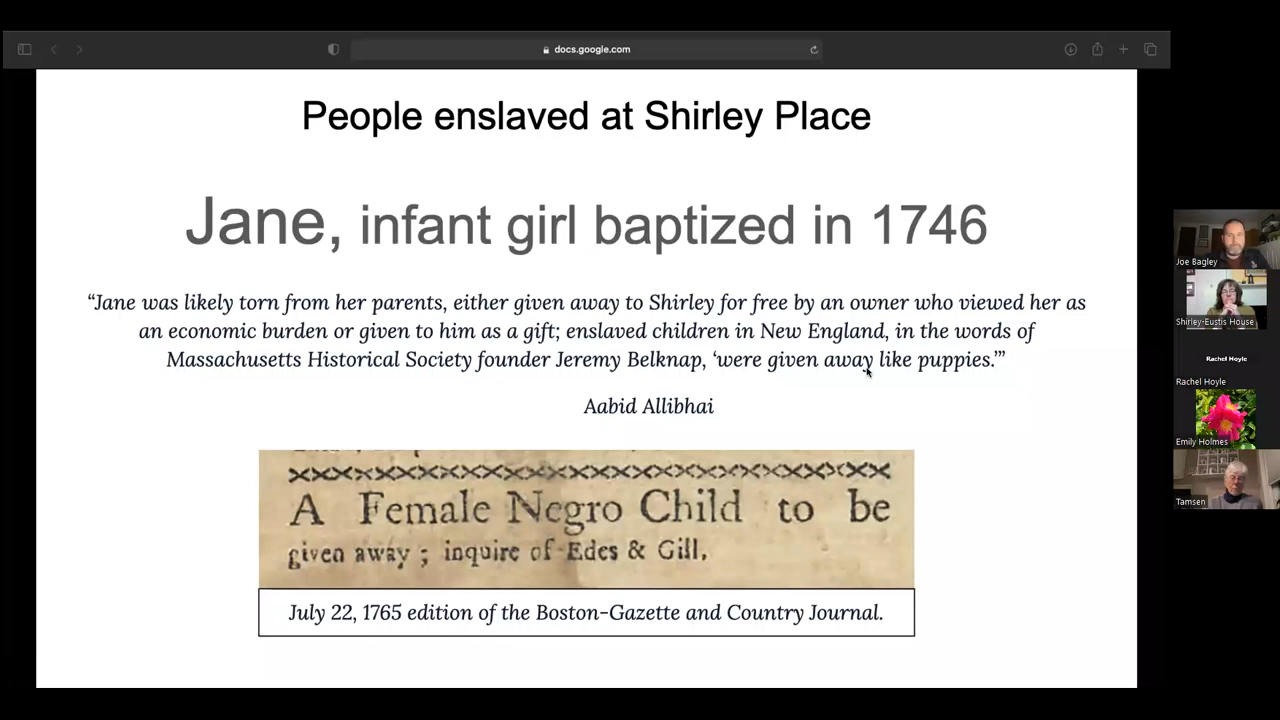 docs.google.com
People enslaved at Shirley Place
Jane, infant girl baptized in 1746
“Jane was likely torn from her parents, either given away to Shirley for free by an owner who viewed her as
an economic burden or given to him as a gift; enslaved children in New England, in the words of
Massachusetts Historical Society founder Jeremy Belknap, ‘were given away like puppies.’”
Aabid Allibhai
A Female Negro Child to be
given away ; inquire of Edes & Gill,
July 22, 1765 edition of the Boston-Gazette and Country Journal.
Joe Bagley
Shirley-Eustis House
Rachel Hoyle
Rachel Hoyle
Emily Holmes
Tamsen